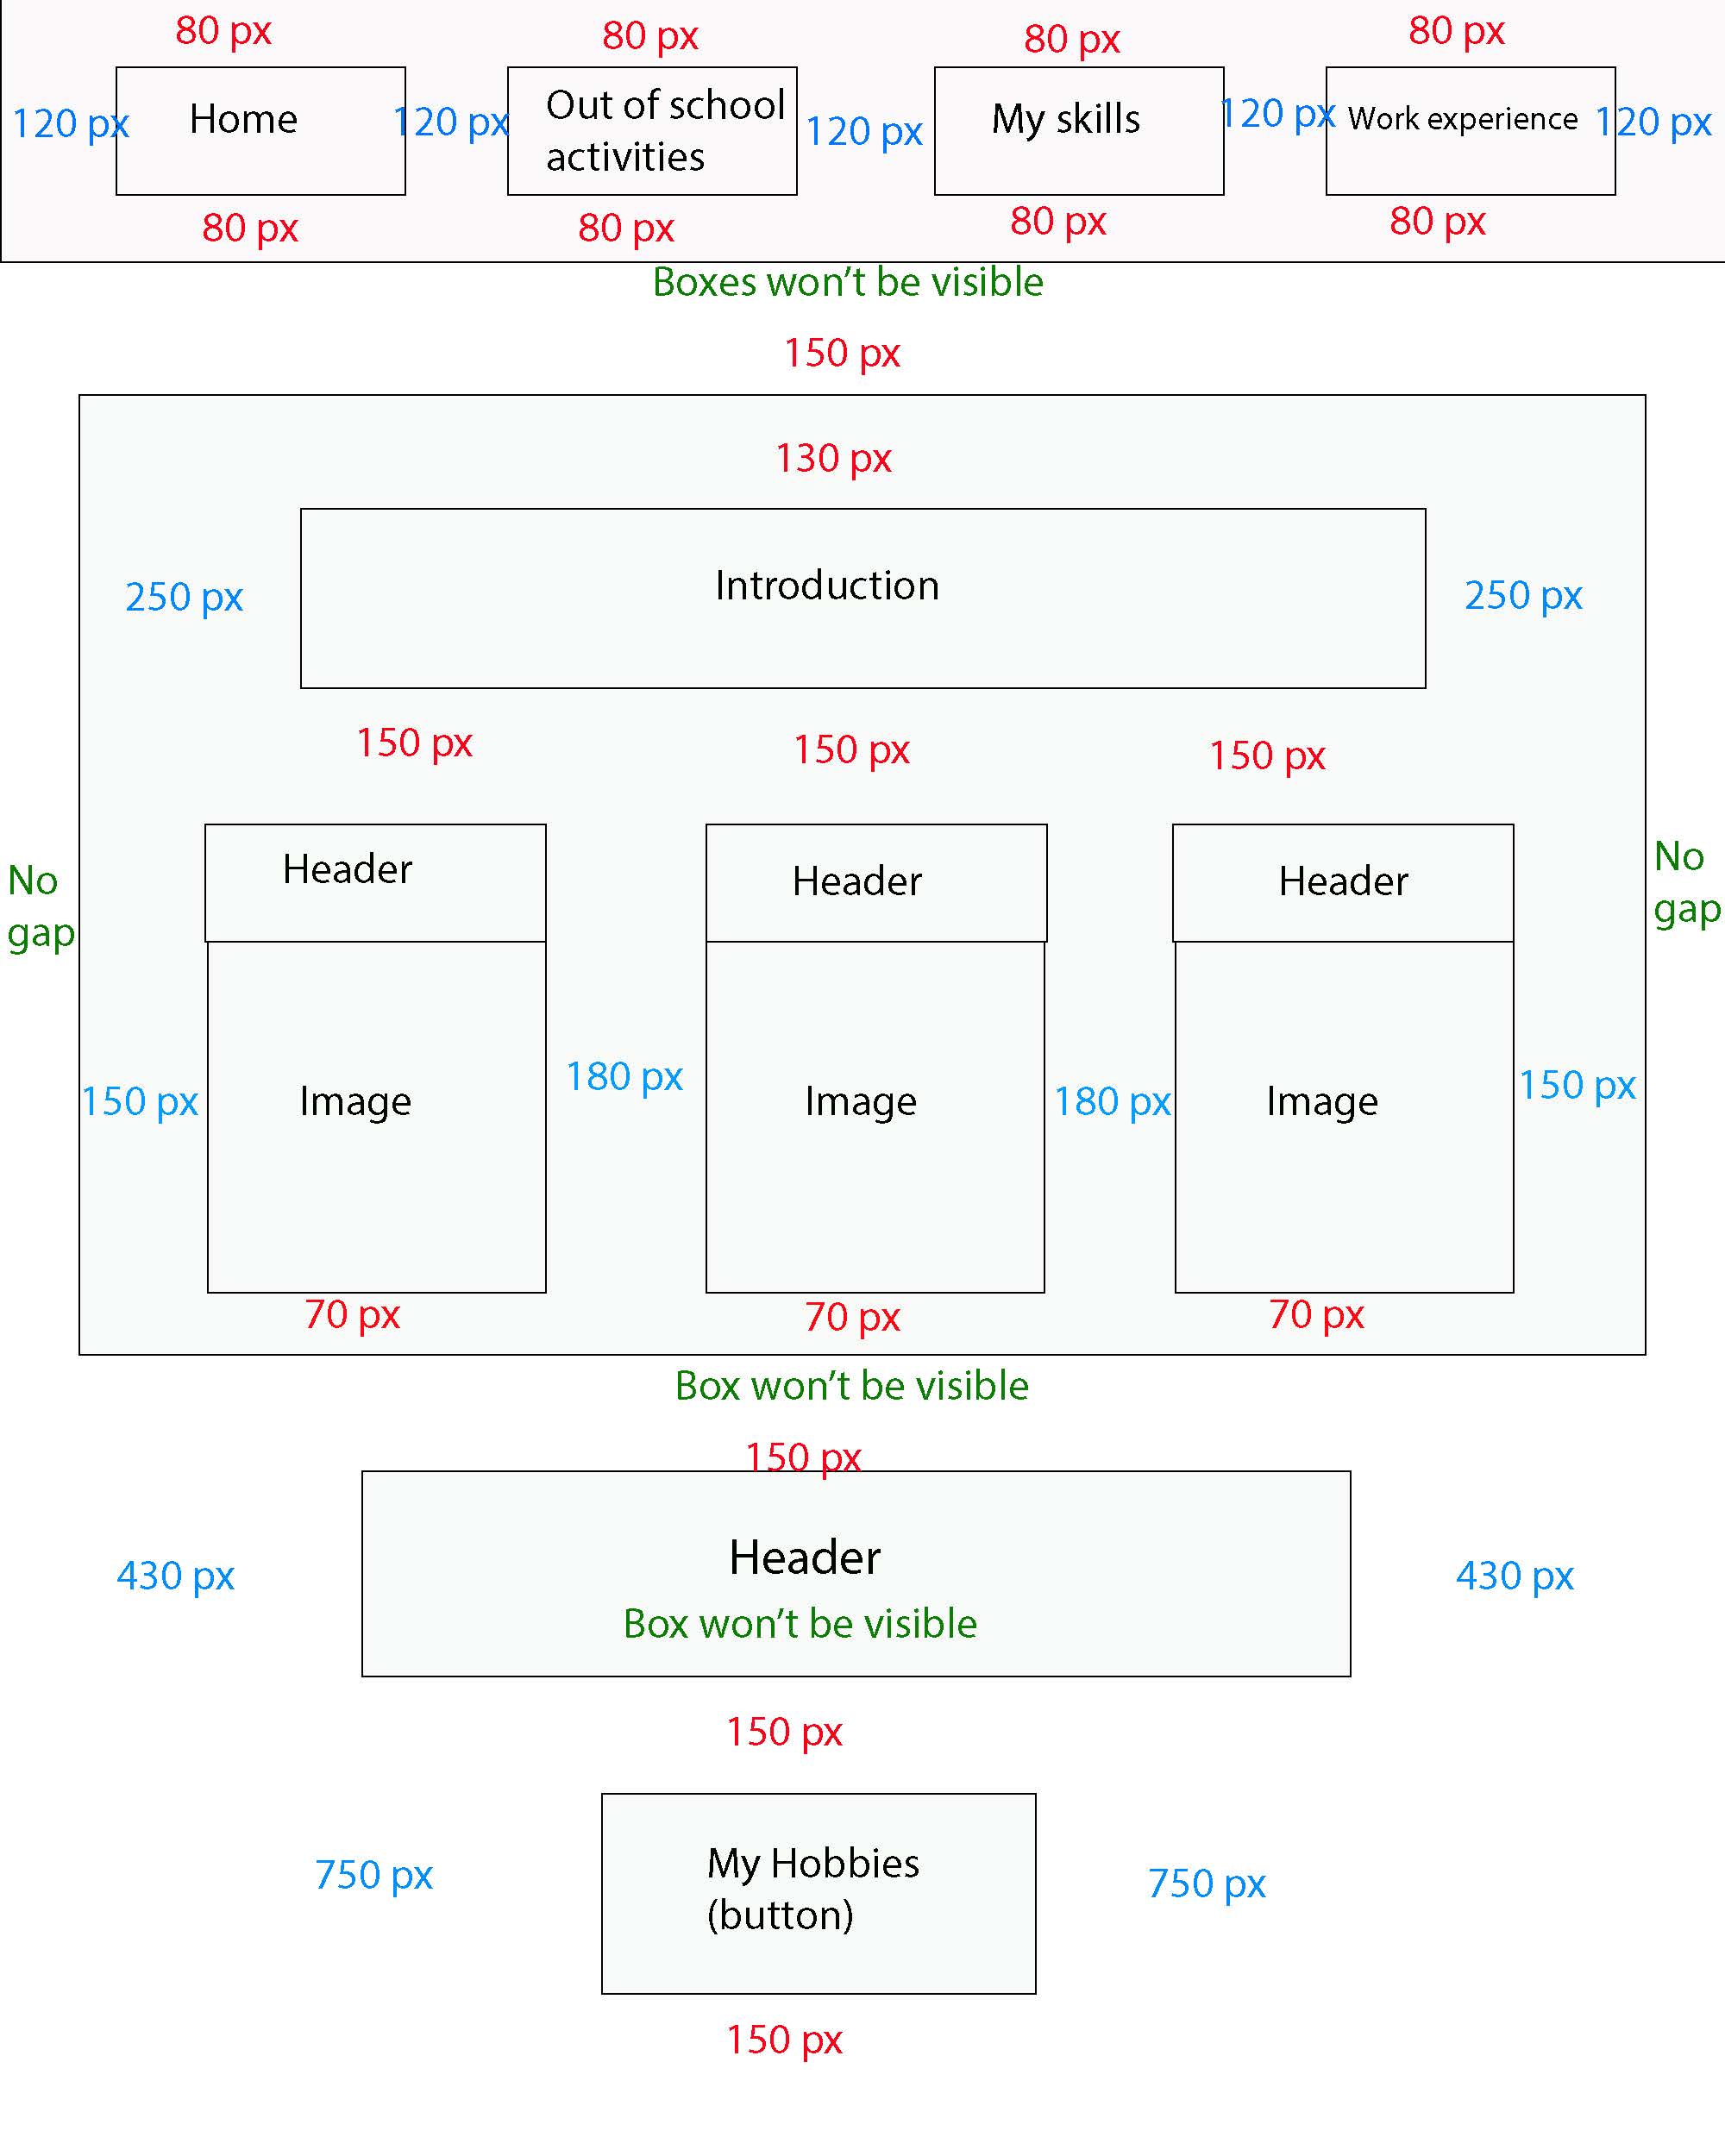 80 px 80 px 80 px 80 px
120 px Home 120 px Out of school 120 px My skills 120 px Work experience 120 px
activities
80 px 80 px 80 px 80 px
Boxes won't be visible
150 px
130 px
250 px Introduction 250 px
150 px 150 px 150 px
Header Header Header
No No
gap gap
150 px Image 180 px Image 180 px Image 150 px
70 px 70 px 70 px
Box won't be visible
150 px
Header
430 px 430 px
Box won't be visible
150 px
My Hobbies
750 px 750 px
(button)
150 px